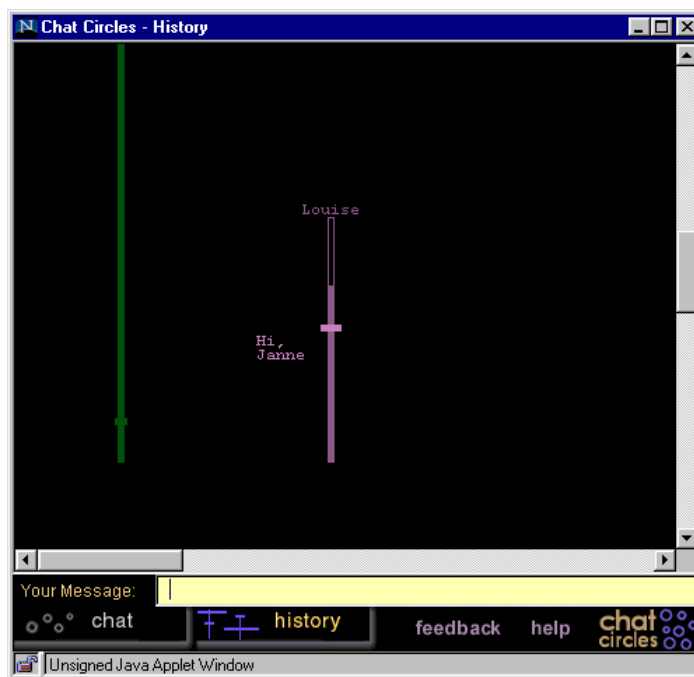 N Chat Circles - History
Louise
Hi,
Janne
Your Message:
chat
history
feedback
help
chat
circles
Unsigned Java Applet Window